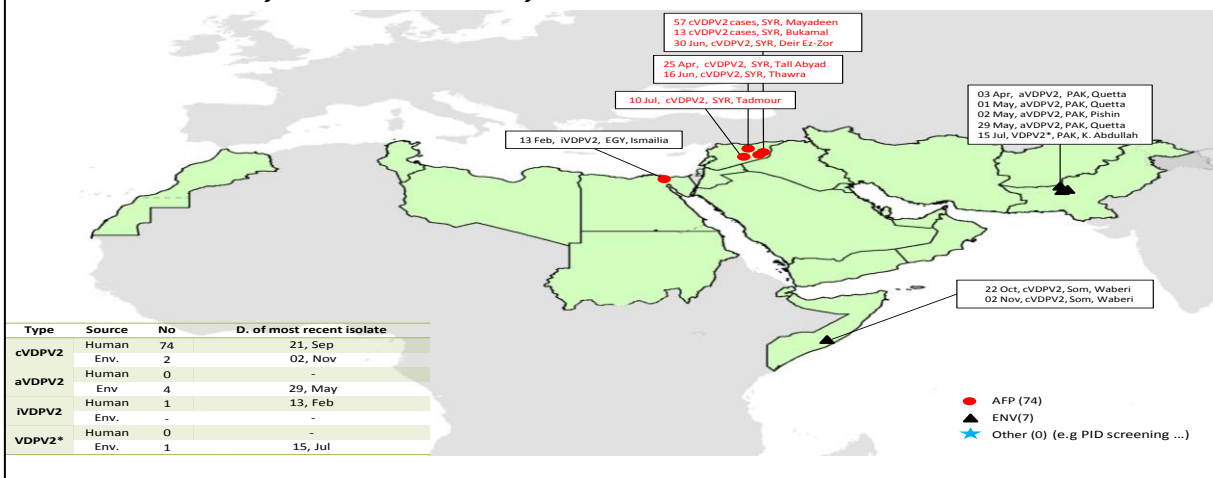 57 cVDPV2 cases, SYR, Mayadeen
13 cVDPV2 cases, SYR, Bukamal
30 Jun, cVDPV2, SYR, Deir Ez-Zor
25 Apr, cVDPV2, SYR, Tall Abyad
16 Jun, cVDPV2, SYR, Thawra
10 Jul, cVDPV2, SYR, Tadmour
13 Feb, iVDPV2, EGY, Ismailia
03 Apr, aVDPV2, PAK, Quetta
01 May, aVDPV2, PAK, Quetta
02 May, aVDPV2, PAK, Pishin
29 May, aVDPV2, PAK, Quetta
15 Jul, VDPV2*, PAK, K. Abdullah
22 Oct, cVDPV2, Som, Waberi
02 Nov, cVDPV2, Som, Waberi
Type Source No D. of most recent isolate
cVDPV2 Human 74 21, Sep
Env. 2 02, Nov
aVDPV2 Human 0 -
Env 4 29, May
iVDPV2 Human 1 13, Feb
Env. - -
VDPV2* Human 0 -
Env. 1 15, Jul
AFP (74)
ENV(7)
Other (0) (e.g PID screening ...)